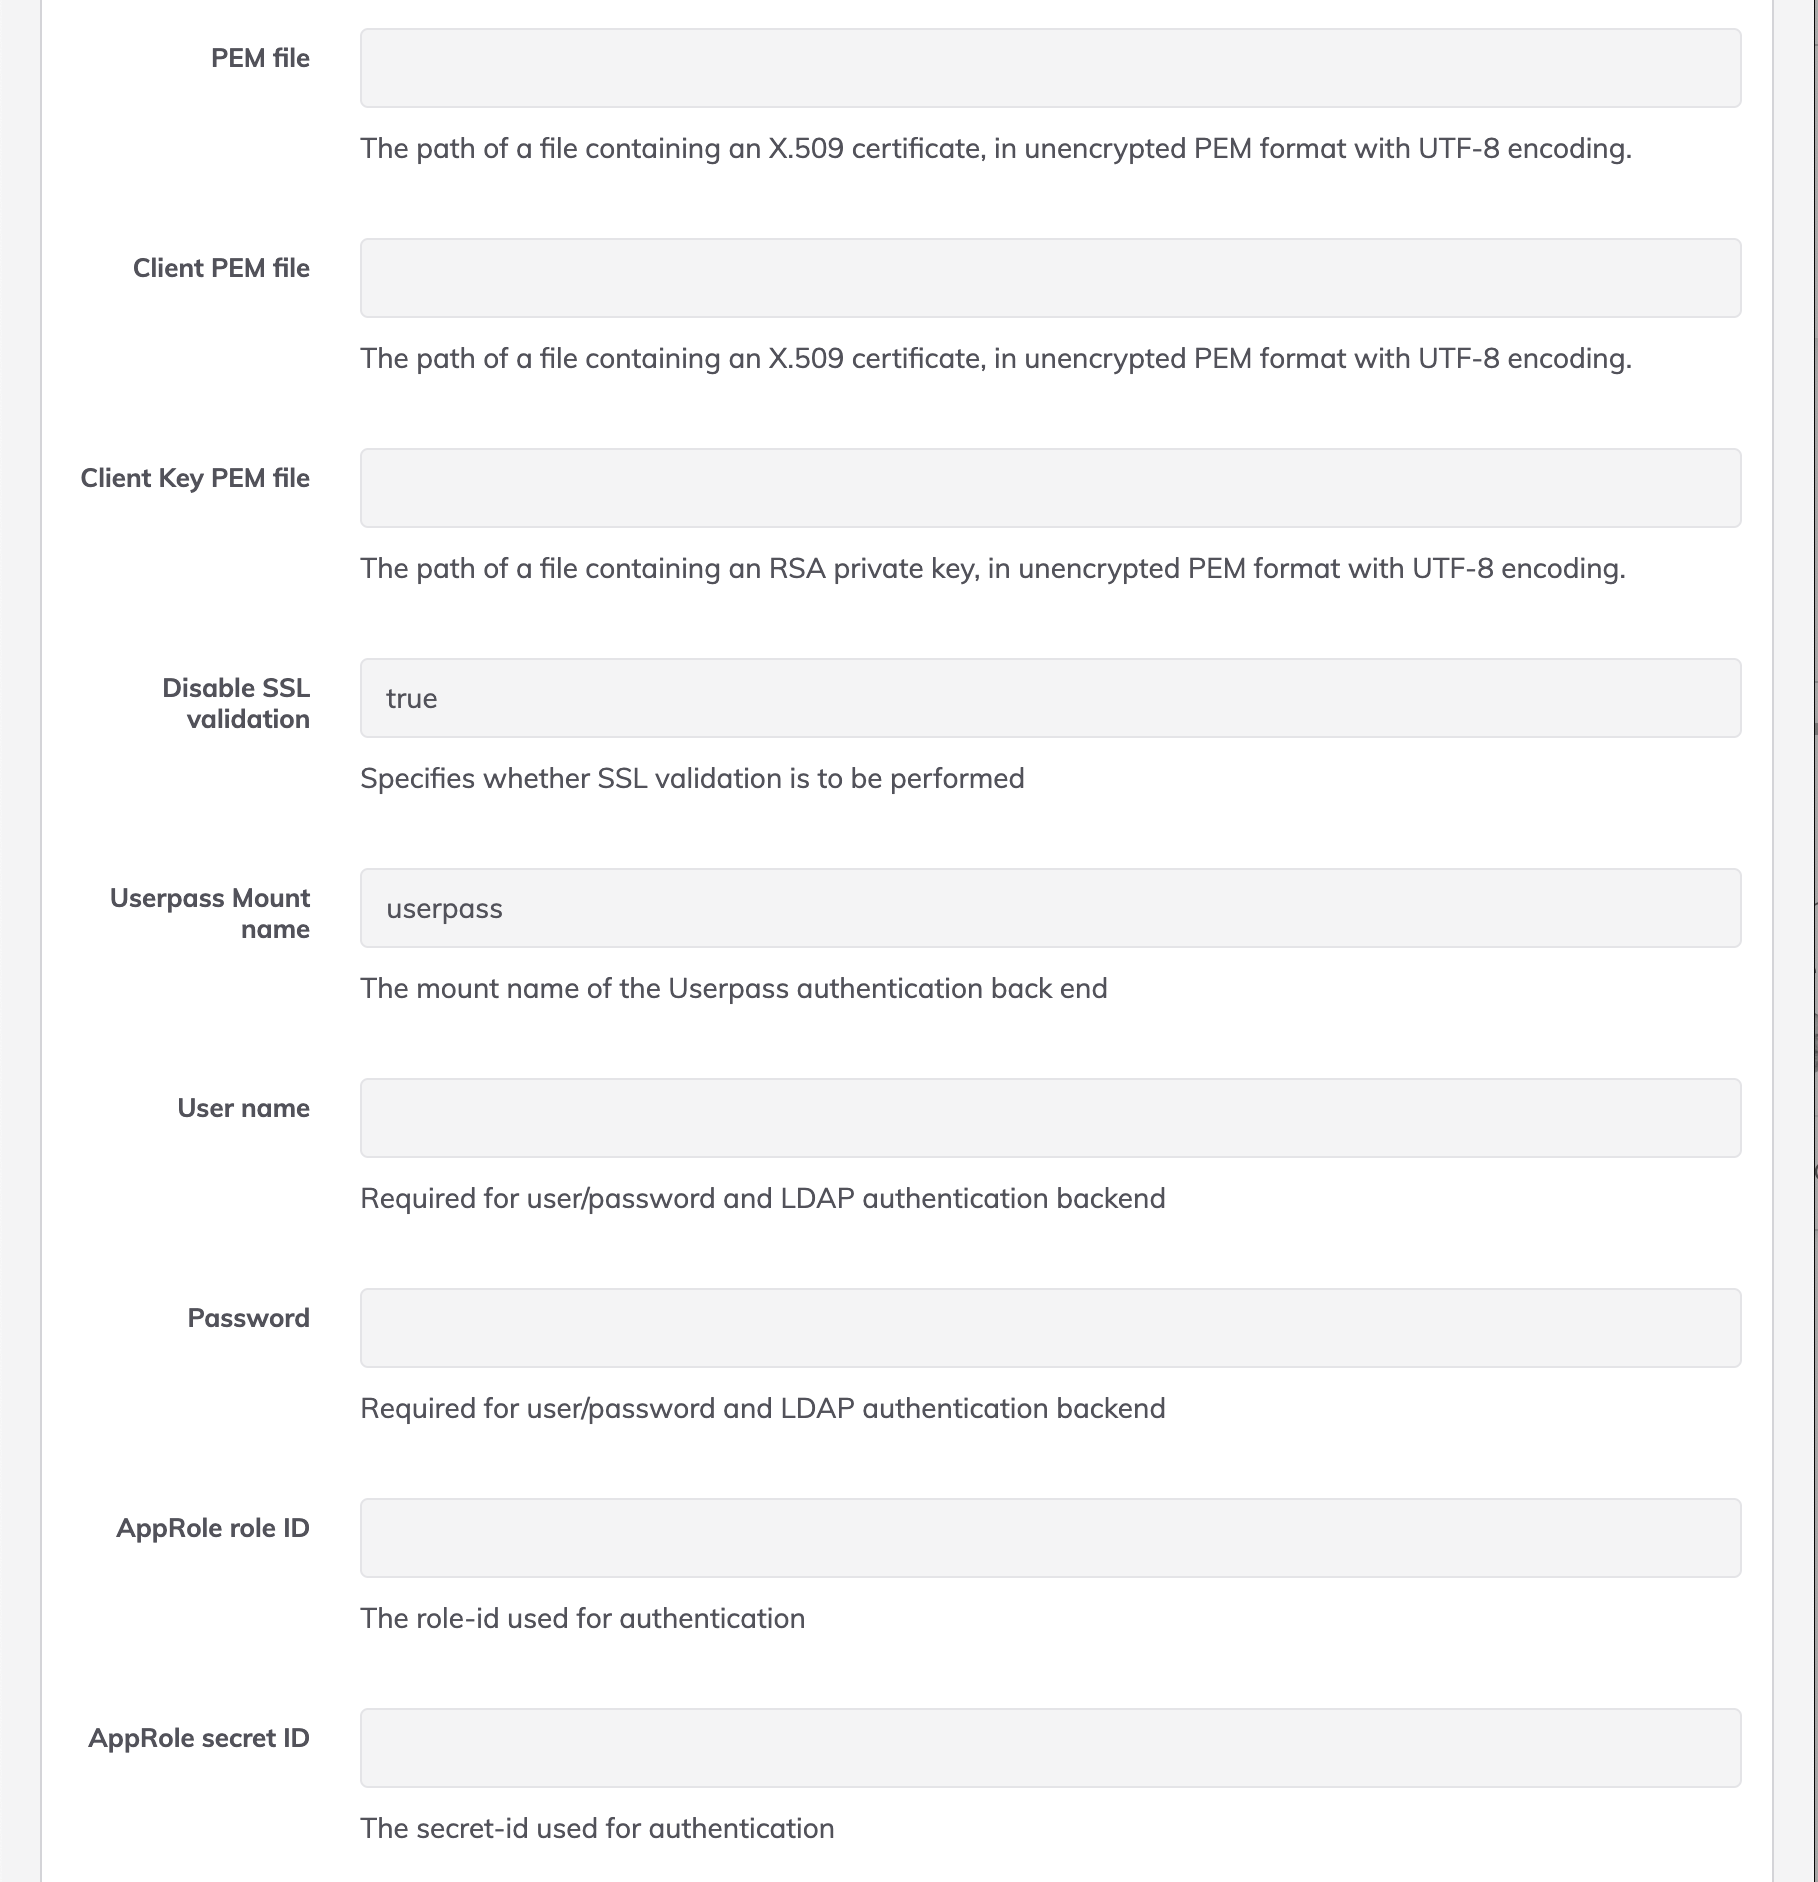 PEM file
The path of a file containing an X.509 certificate, in unencrypted PEM format with UTF-8 encoding.
Client PEM file
The path of a file containing an X.509 certificate, in unencrypted PEM format with UTF-8 encoding.
Client Key PEM file
The path of a file containing an RSA private key, in unencrypted PEM format with UTF-8 encoding.
Disable SSL
validation
true
Specifies whether SSL validation is to be performed
Userpass Mount
name
userpass
The mount name of the Userpass authentication back end
User name
Required for user/password and LDAP authentication backend
Password
Required for user/password and LDAP authentication backend
AppRole role ID
The role-id used for authentication
AppRole secret ID
The secret-id used for authentication